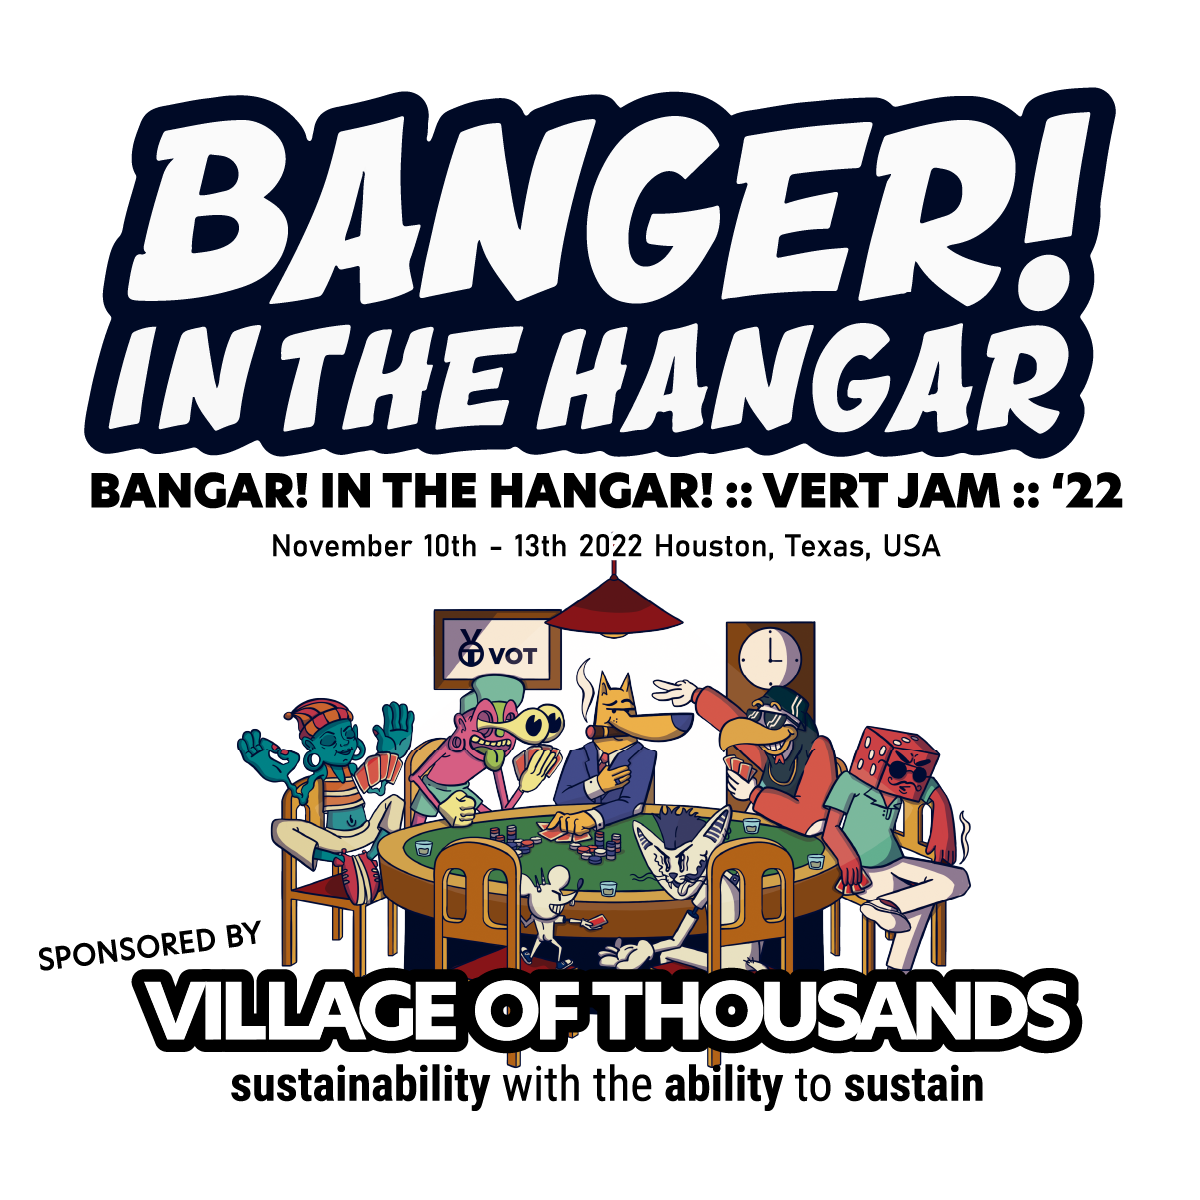 BANGER!
IN THE HANGAR
BANGAR! IN THE HANGAR! :: VERT JAM :: ‘22
November 10th - 13th 2022 Houston, Texas, USA
VOT
SPONSORED BY
VILLAGE OF THOUSANDS
sustainability with the ability to sustain